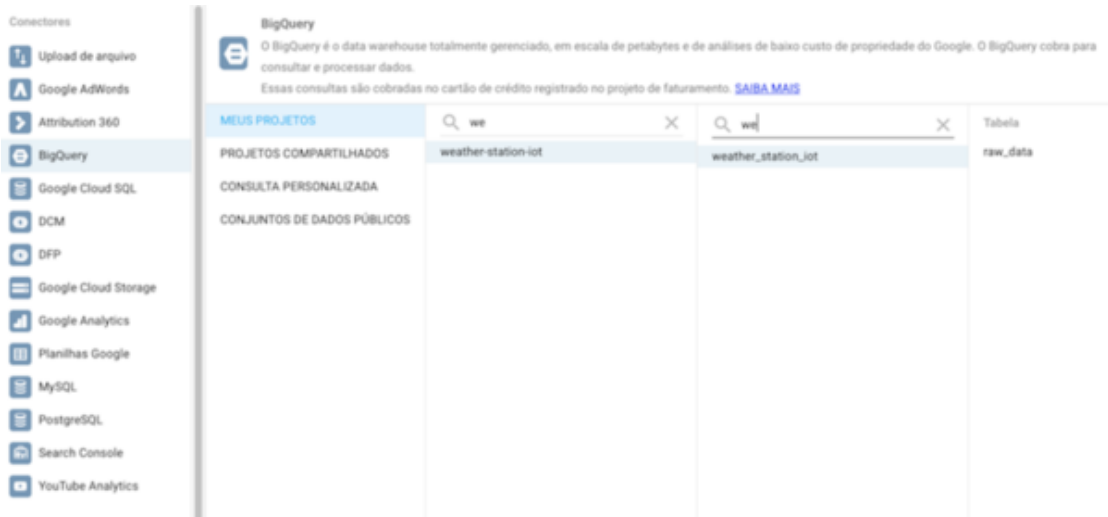 Conectores
Upload de arquivo
Google AdWords
Attribution 360
BigQuery
Google Cloud SQL
DCM
DFP
Google Cloud Storage
Google Analytics
Planilhas Google
MySQL
PostgreSQL
Search Console
YouTube Analytics
BigQuery
O BigQuery é o data warehouse totalmente gerenciado, em escala de petabytes e de análises de baixo custo de propriedade do Google. O BigQuery cobra para
consultar e processar dados.
Essas consultas são cobradas no cartão de crédito registrado no projeto de faturamento. SAIBA MAIS
MEUS PROJETOS
PROJETOS COMPARTILHADOS
CONSULTA PERSONALIZADA
CONJUNTOS DE DADOS PÚBLICOS
we
weather-station-iot
we
weather_station_iot
Tabela
raw_data